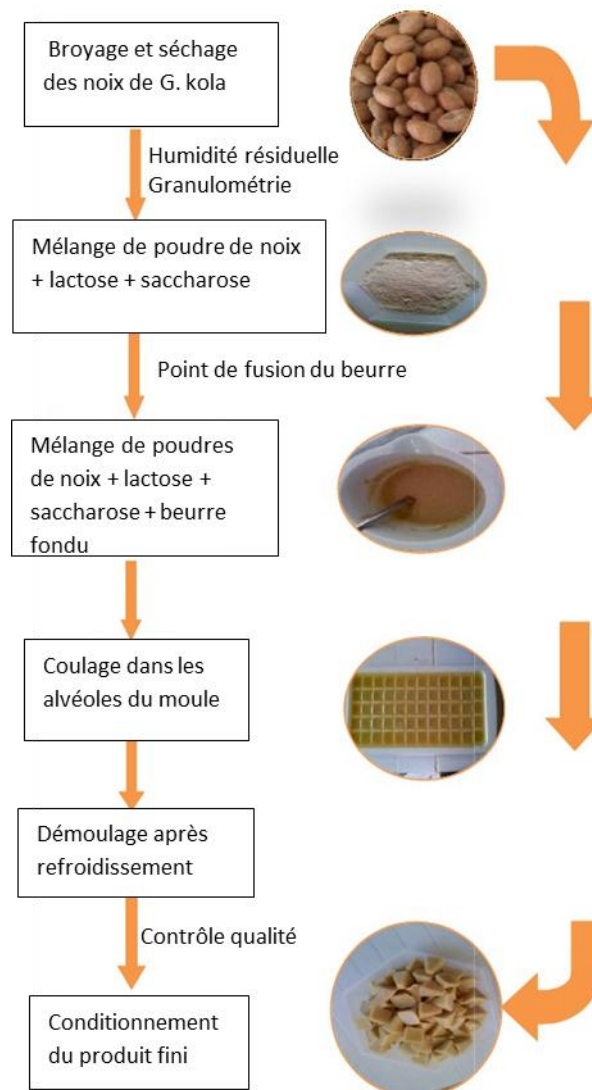 Broyage et séchage
des noix de G. kola
Humidité résiduelle
Granulométrie
Mélange de poudre de noix
+ lactose + saccharose
Point de fusion du beurre
Mélange de poudres
de noix + lactose +
saccharose + beurre
fondu
Coulage dans les
alvéoles du moule
Démoulage après
refroidissement
Contrôle qualité
Conditionnement
du produit fini